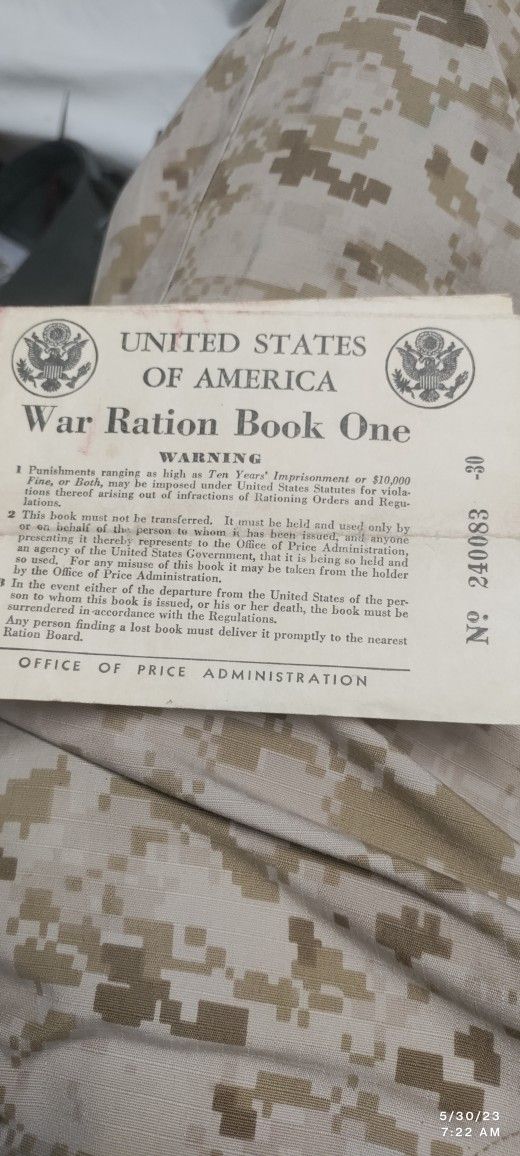 UNITED STATES
OF AMERICA
War Ration Book One
WARNING
1 Punishments ranging as high as Ten Years' Imprisonment or $10,000
Fine, or Both, may be imposed under United States Statutes for viola-
tions thereof arising out of infractions of Rationing Orders and Regu-
lations.
2 This book must not be transferred. It must be held and used only by
or on behalf of the person to whom it has been issued, and anyone
presenting it thereby represents to the Office of Price Administration,
an agency of the United States Government, that it is being so held and
so used. For any misuse of this book it may be taken from the holder
by the Office of Price Administration.
3 In the event either of the departure from the United States of the per-
son to whom this book is issued, or his or her death, the book must be
surrendered in accordance with the Regulations.
Any person finding a lost book must deliver it promptly to the nearest
Ration Board.
OFFICE OF PRICE ADMINISTRATION
Nº 240083 -30
5/30/23
7:22 AM